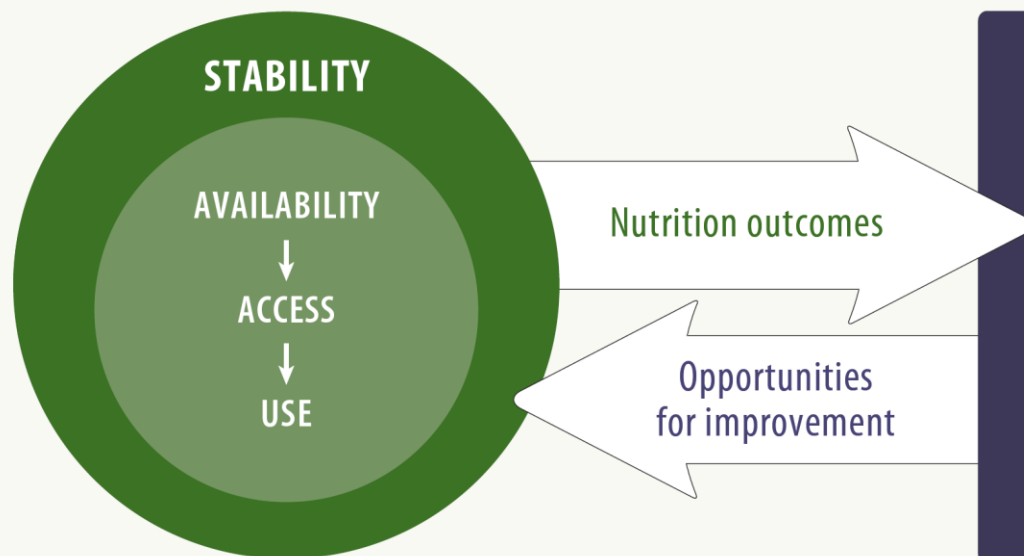 STABILITY
AVAILABILITY
ACCESS
USE
Nutrition outcomes
Opportunities
for improvement